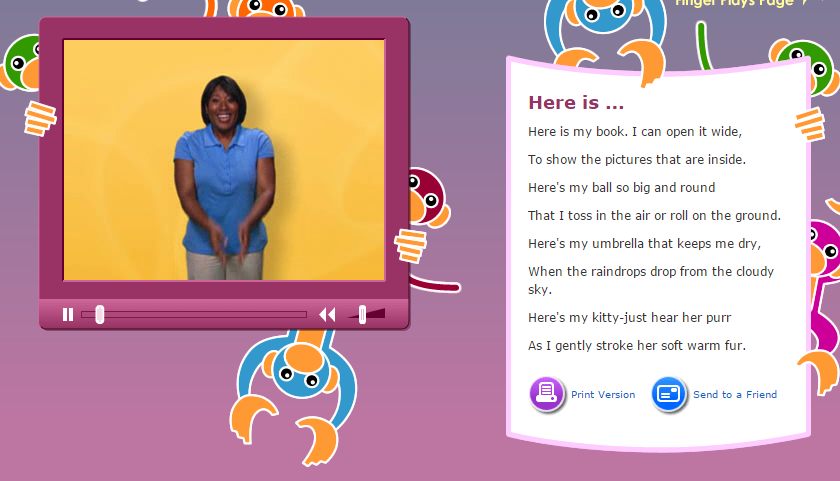 Finger Plays Page
Here is ...
Here is my book. I can open it wide,
To show the pictures that are inside.
Here's my ball so big and round
That I toss in the air or roll on the ground.
Here's my umbrella that keeps me dry,
When the raindrops drop from the cloudy
sky.
Here's my kitty-just hear her purr
As I gently stroke her soft warm fur.
Print Version
Send to a Friend